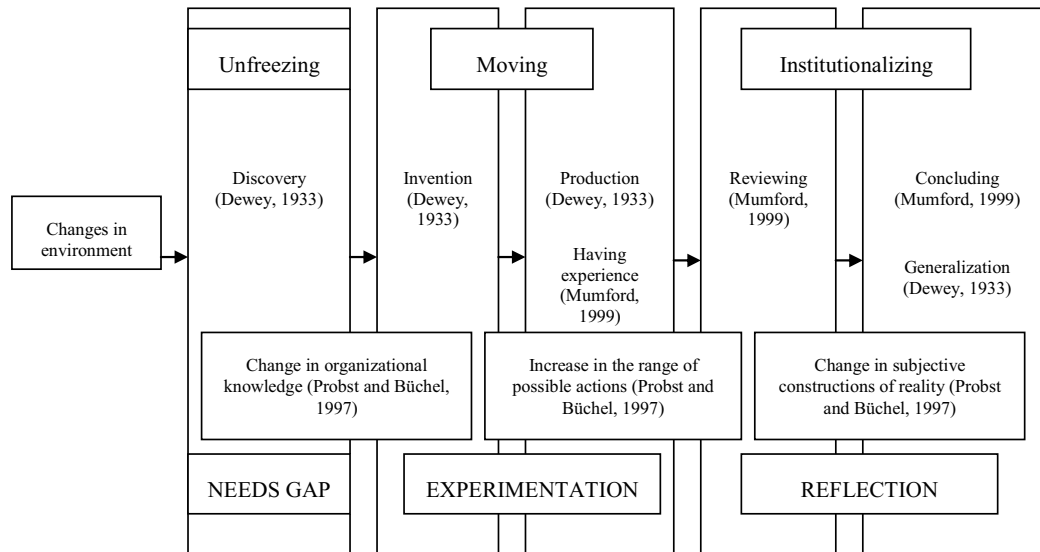 Unfreezing
Moving
Institutionalizing
Discovery
(Dewey, 1933)
Invention
(Dewey,
1933)
Production
(Dewey, 1933)
Reviewing
(Mumford,
1999)
Concluding
(Mumford, 1999)
Changes in
environment
Having
experience
(Mumford,
1999)
Generalization
(Dewey, 1933)
Change in organizational
knowledge (Probst and Büchel,
1997)
Increase in the range of
possible actions (Probst and
Büchel, 1997)
Change in subjective
constructions of reality (Probst
and Büchel, 1997)
NEEDS GAP
EXPERIMENTATION
REFLECTION